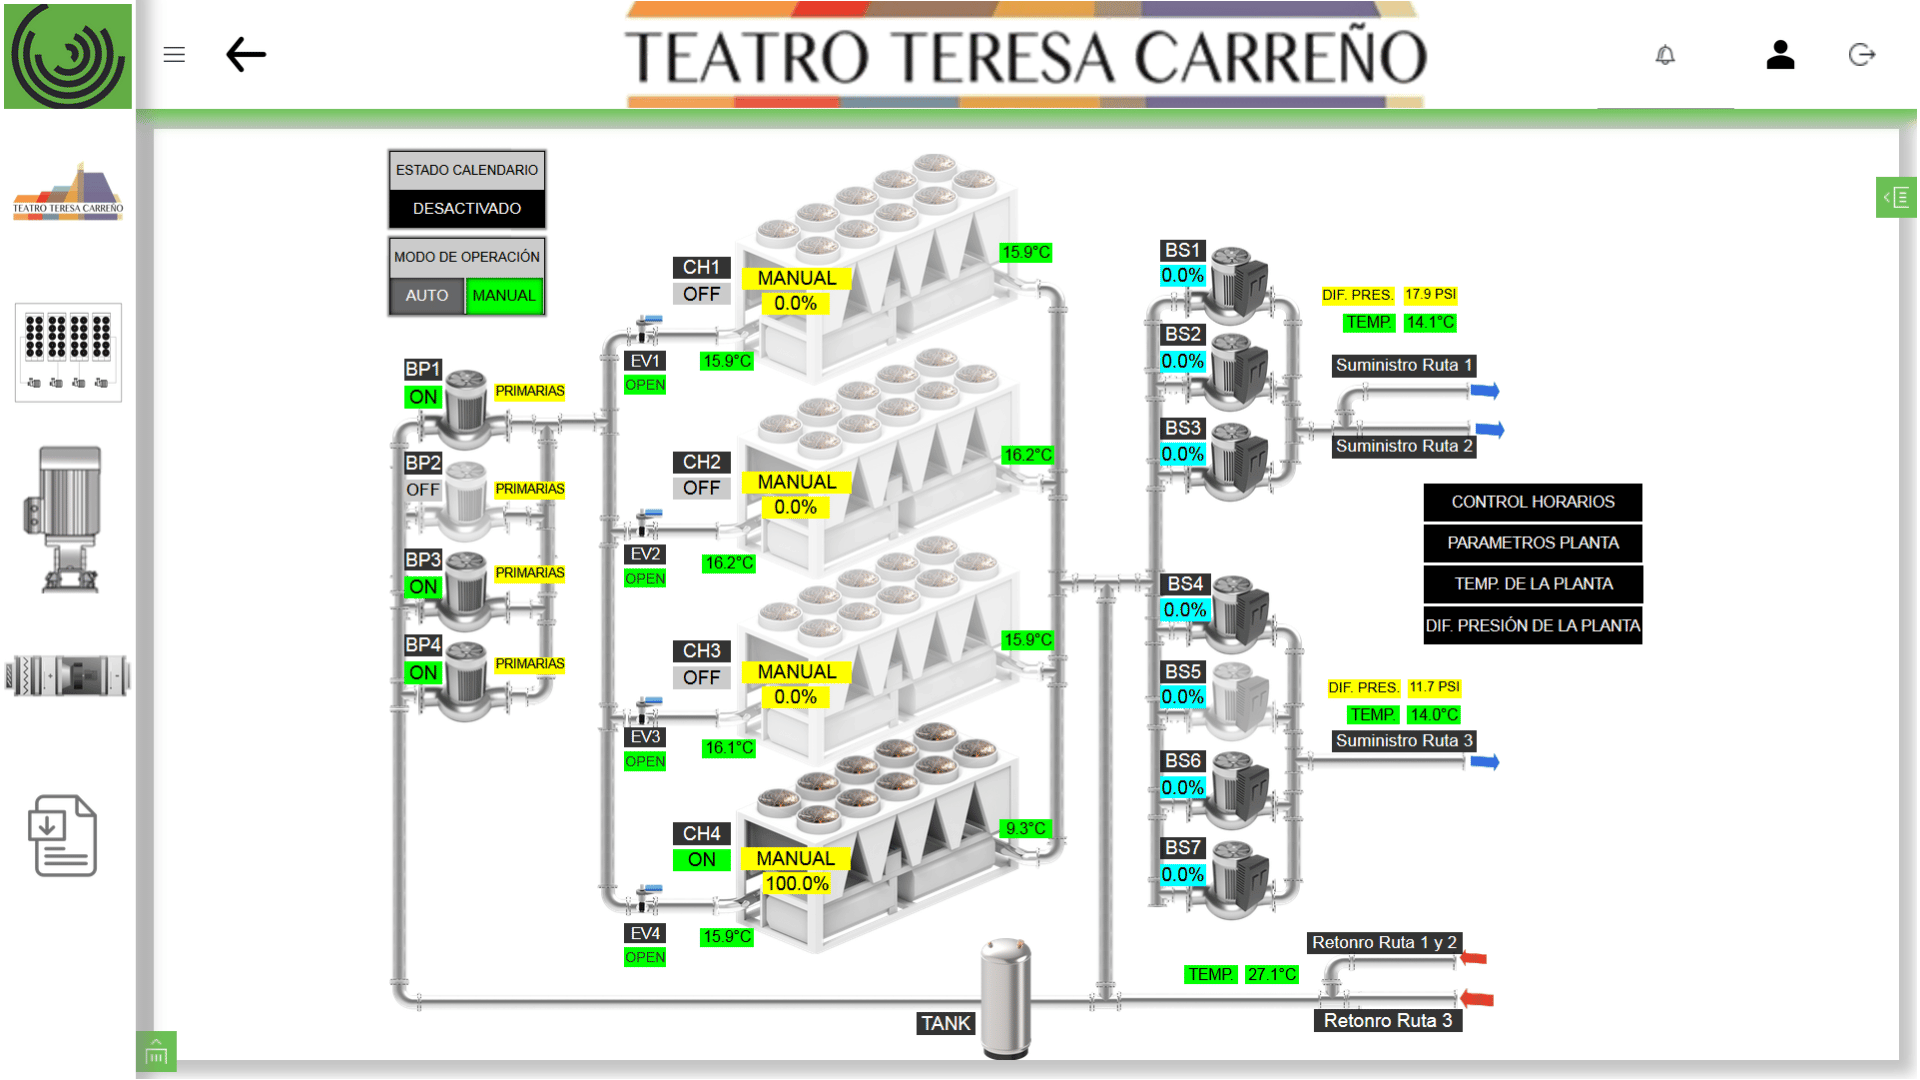 TEATRO TERESA CARREÑO
TEATRO TERESA CARREÑO
ESTADO CALENDARIO
DESACTIVADO
MODO DE OPERACIÓN
AUTO MANUAL
CH1
OFF
MANUAL
0.0%
15.9°C
EV1
OPEN
15.9°C
BP1
ON
PRIMARIAS
BP2
OFF
PRIMARIAS
BP3
ON
PRIMARIAS
BP4
ON
PRIMARIAS
CH2
OFF
MANUAL
0.0%
16.2°C
EV2
OPEN
16.2°C
CH3
OFF
MANUAL
0.0%
15.9°C
EV3
OPEN
16.1°C
CH4
ON
MANUAL
100.0%
9.3°C
EV4
OPEN
15.9°C
BS1
0.0%
BS2
0.0%
BS3
0.0%
DIF. PRES. 17.9 PSI
TEMP. 14.1°C
Suministro Ruta 1
Suministro Ruta 2
CONTROL HORARIOS
PARAMETROS PLANTA
TEMP. DE LA PLANTA
DIF. PRESIÓN DE LA PLANTA
BS4
0.0%
BS5
0.0%
BS6
0.0%
BS7
0.0%
DIF. PRES. 11.7 PSI
TEMP. 14.0°C
Suministro Ruta 3
Retonro Ruta 1 y 2
TEMP. 27.1°C
Retonro Ruta 3
TANK